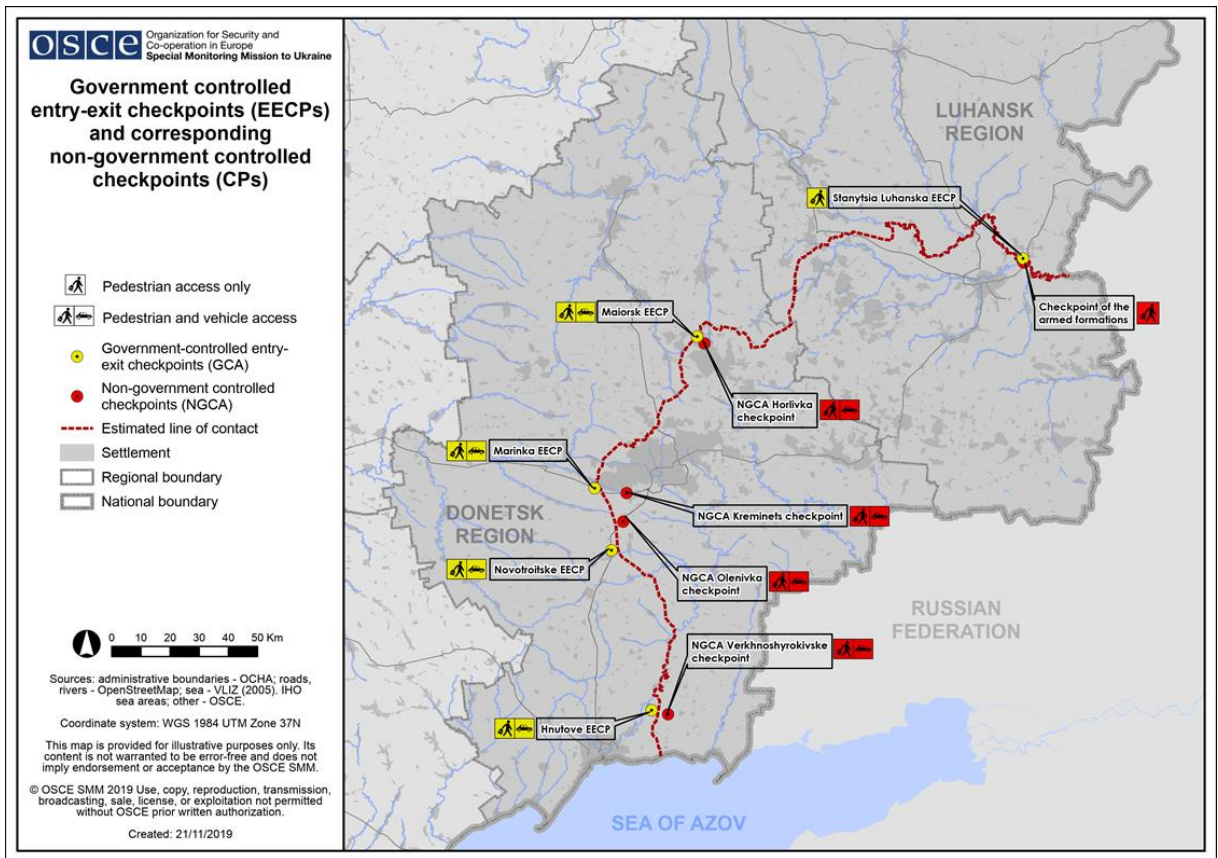 OSCE
Organization for Security and
Co-operation in Europe
Special Monitoring Mission to Ukraine
Government controlled
entry-exit checkpoints (EECPs)
and corresponding
non-government controlled
checkpoints (CPs)
Pedestrian access only
Pedestrian and vehicle access
Government-controlled entry-
exit checkpoints (GCA)
Non-government controlled
checkpoints (NGCA)
Estimated line of contact
Settlement
Regional boundary
National boundary
0 10 20 30 40 50 Km
Sources: administrative boundaries - OCHA; roads,
rivers - OpenStreetMap; sea - VLIZ (2005). IHO
sea areas; other - OSCE.
Coordinate system: WGS 1984 UTM Zone 37N
This map is provided for illustrative purposes only. Its
content is not warranted to be error-free and does not
imply endorsement or acceptance by the OSCE SMM.
© OSCE SMM 2019 Use, copy, reproduction, transmission,
broadcasting, sale, license, or exploitation not permitted
without OSCE prior written authorization.
Created: 21/11/2019
LUHANSK
REGION
Stanytsia Luhanska EECP
Checkpoint of the
armed formations
Maiorsk EECP
NGCA Horlivka
checkpoint
Marinka EECP
NGCA Kreminets checkpoint
DONETSK
REGION
Novotroitske EECP
NGCA Olenivka
checkpoint
RUSSIAN
FEDERATION
NGCA Verkhnoshyrokivske
checkpoint
Hnutove EECP
SEA OF AZOV